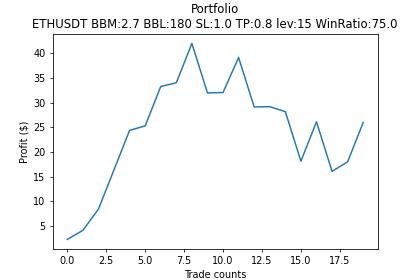 Portfolio
ETHUSDT BBM:2.7 BBL:180 SL:1.0 TP:0.8 lev:15 WinRatio:75.0
40
35
30
25
20
15
10
5
Profit ($)
0.0 2.5 5.0 7.5 10.0 12.5 15.0 17.5
Trade counts